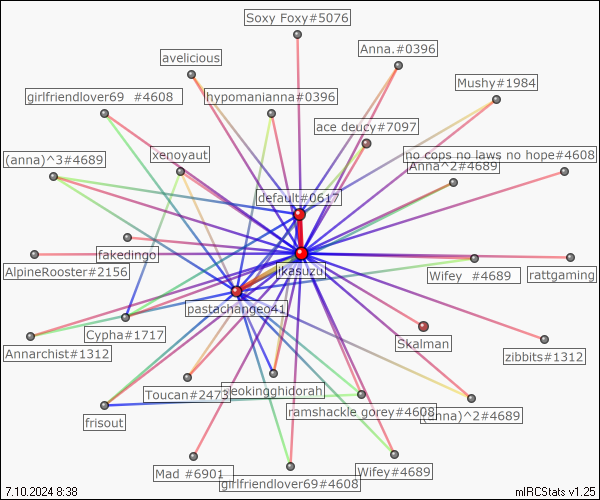 Soxy Foxy#5076
Anna.#0396
avelicious
Mushy#1984
girlfriendlover69  #4608
hypomanianna#0396
ace deucy#7097
(anna)^3#4689
xenoyaut
no cops no laws no hope#4608
Anna^2#4689
default#0617
fakedingo
ikasuzu
AlpineRooster#2156
Wifey  #4689
rattgaming
pastachangeo41
Cypha#1717
Skalman
Annarchist#1312
zibbits#1312
Toucan#2473
neokingghidorah
ramshackle gorey#4608
(anna)^2#4689
frisout
Mad #6901
girlfriendlover69#4608
Wifey#4689
7.10.2024 8:38
mIRCStats v1.25